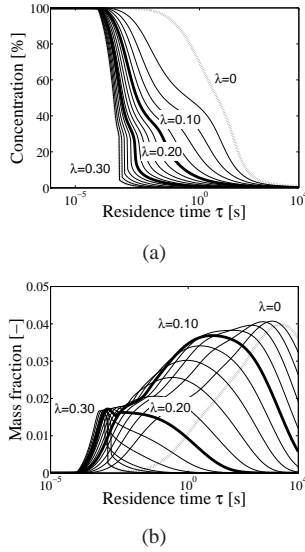 100
80
60
40
20
0
Concentration [%]
λ=0
λ=0.10
λ=0.20
λ=0.30
10⁻⁵ 10⁰ 10⁴
Residence time τ [s]
(a)
0.05
0.04
0.03
0.02
0.01
0
Mass fraction [−]
λ=0
λ=0.10
λ=0.30
λ=0.20
10⁻⁵ 10⁰ 10⁴
Residence time τ [s]
(b)